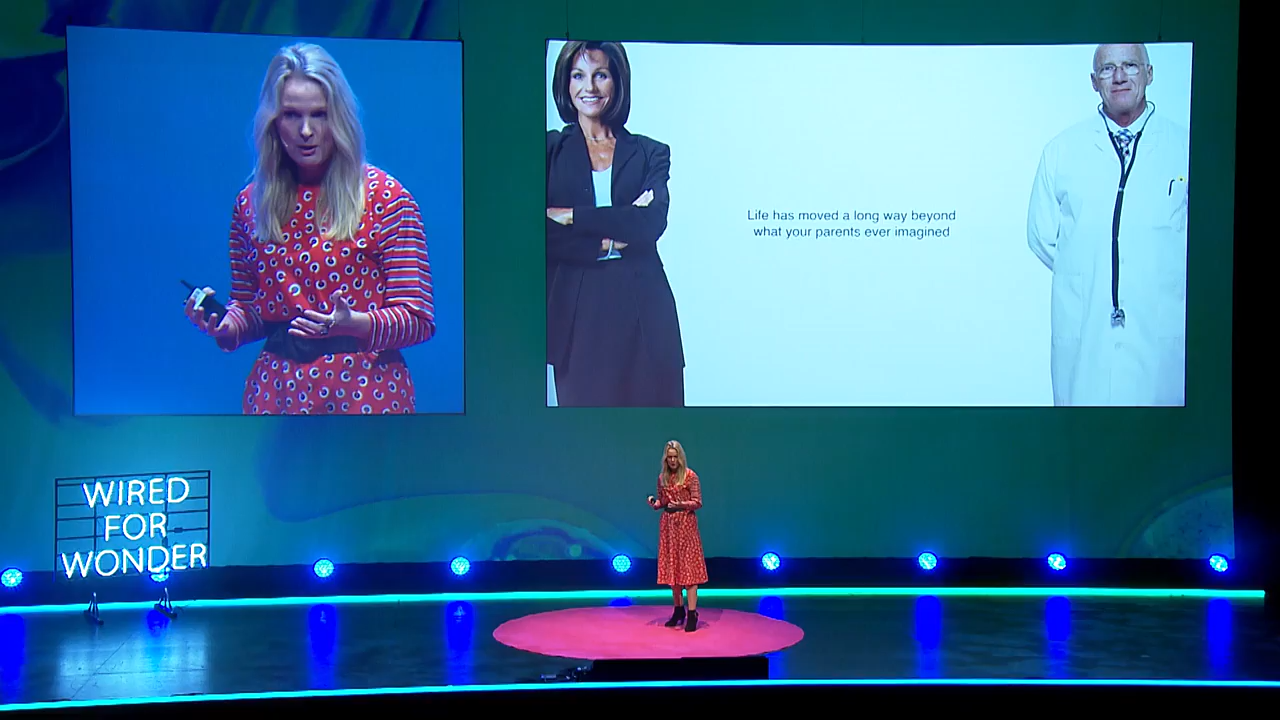 Life has moved a long way beyond
what your parents ever imagined
WIRED
FOR
WONDER